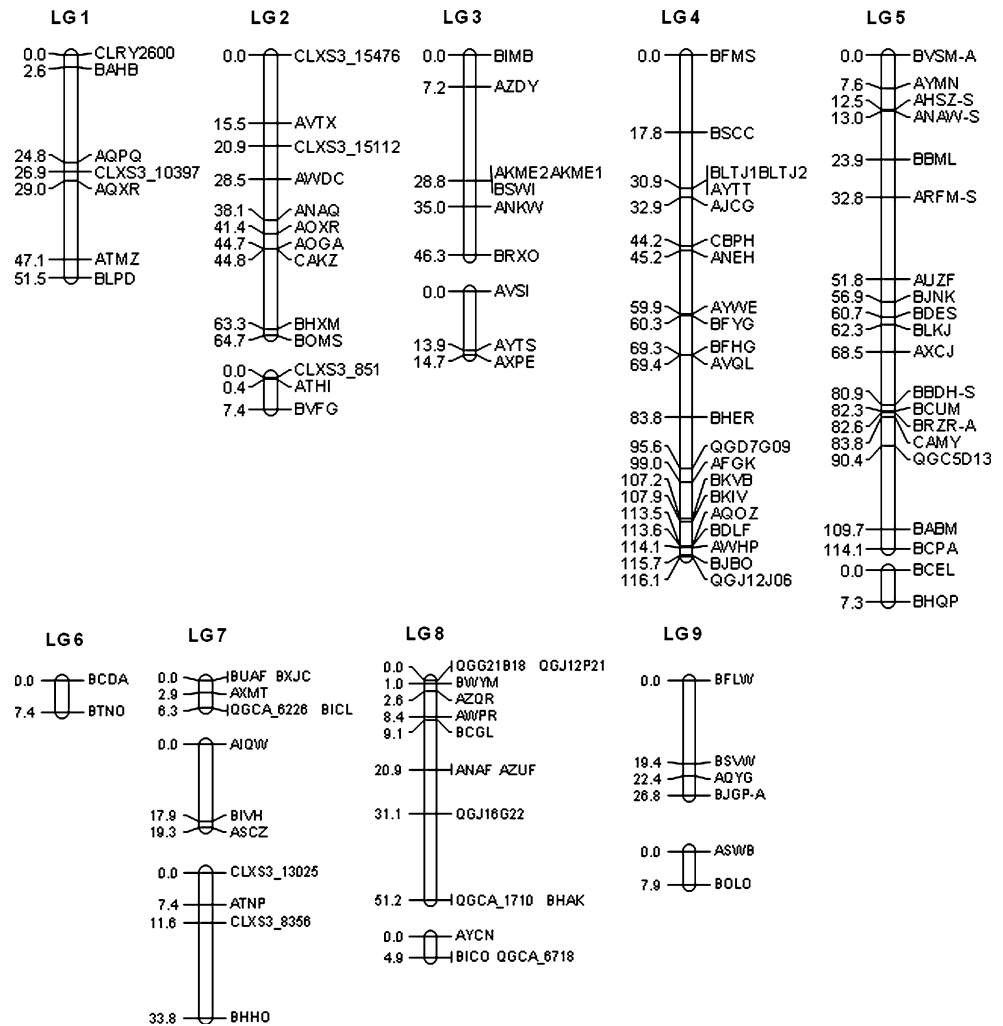 LG1
0.0 CLRY2600
2.6 BAHB
24.8 AQPQ
26.9 CLXS3_10397
29.0 AQXR
47.1 ATMZ
51.5 BLPD
LG2
0.0 CLXS3_15476
15.5 AVTX
20.9 CLXS3_15112
28.5 AWDC
38.1 ANAQ
41.4 AOXR
44.7 AOGA
44.8 CAKZ
63.3 BHXM
64.7 BOMS
0.0 CLXS3_851
0.4 ATHI
7.4 BVFG
LG3
0.0 BIMB
7.2 AZDY
AKME2 AKME1
28.8 BSWI
35.0 ANKW
46.3 BRXO
0.0 AVSI
13.9 AYTS
14.7 AXPE
LG4
0.0 BFMS
17.8 BSCC
BLTJ1 BLTJ2
30.9 AYTT
32.9 AJCG
44.2 CBPH
45.2 ANEH
59.9 AYWE
60.3 BFYG
69.3 BFHG
69.4 AVQL
83.8 BHER
95.6 QGD7G09
99.0 AFGK
107.2 BKVB
107.9 BKIV
113.5 AQOZ
113.6 BDLF
114.1 AWHP
115.7 BJBO
116.1 QGJ12J06
LG5
0.0 BVSM-A
7.6 AYMN
12.5 AHSZ-S
13.0 ANAW-S
23.9 BBML
32.8 ARFM-S
51.8 AUZF
56.9 BJNK
60.7 BDES
62.3 BLKJ
68.5 AXCJ
80.9 BBDH-S
82.3 BCUM
82.6 BRZR-A
83.8 CAMY
90.4 QGC5D13
109.7 BABM
114.1 BCPA
0.0 BCEL
7.3 BHQP
LG6
0.0 BCDA
7.4 BTNO
LG7
0.0 BUAF BXJC
2.9 AXMT
6.3 QGCA_6226 BICL
0.0 AIQW
17.9 BIVH
19.3 ASCZ
0.0 CLXS3_13025
7.4 ATNP
11.6 CLXS3_8356
33.8 BHHO
LG8
0.0 QGG21B18 QGJ12P21
1.0 BWYM
2.6 AZQR
8.4 AWPR
9.1 BCGL
20.9 ANAF AZUF
31.1 QGJ16G22
51.2 QGCA_1710 BHAK
0.0 AYCN
4.9 BICO QGCA_6718
LG9
0.0 BFLW
19.4 BSVW
22.4 AQYG
26.8 BJGP-A
0.0 ASWB
7.9 BOLO